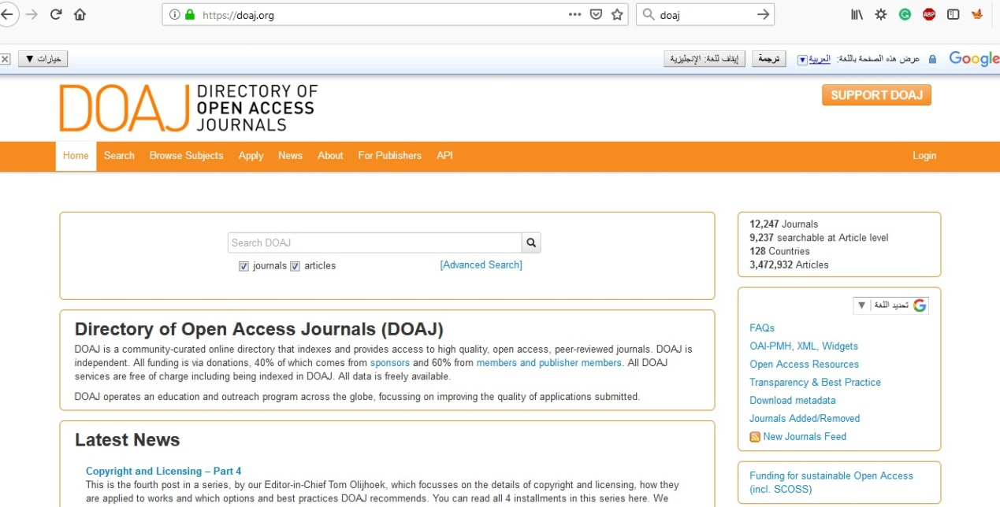 https://doaj.org
doaj
ABP
خيارات ▼
إيقاف للغة: الإنجليزية
ترجمة
عرض هذه الصفحة باللغة: العربية
Google
DOAJ
DIRECTORY OF
OPEN ACCESS
JOURNALS
SUPPORT DOAJ
Home Search Browse Subjects Apply News About For Publishers API Login
Search DOAJ
journals articles [Advanced Search]
12,247 Journals
9,237 searchable at Article level
128 Countries
3,472,932 Articles
Directory of Open Access Journals (DOAJ)
DOAJ is a community-curated online directory that indexes and provides access to high quality, open access, peer-reviewed journals. DOAJ is
independent. All funding is via donations, 40% of which comes from sponsors and 60% from members and publisher members. All DOAJ
services are free of charge including being indexed in DOAJ. All data is freely available.
DOAJ operates an education and outreach program across the globe, focussing on improving the quality of applications submitted.
تحديد اللغة ▼
FAQs
OAI-PMH, XML, Widgets
Open Access Resources
Transparency & Best Practice
Download metadata
Journals Added/Removed
New Journals Feed
Latest News
Copyright and Licensing – Part 4
This is the fourth post in a series, by our Editor-in-Chief Tom Olijhoek, which focusses on the details of copyright and licensing, how they
are applied to works and which options and best practices DOAJ recommends. You can read all 4 installments in this series here. We
Funding for sustainable Open Access
(incl. SCOSS)